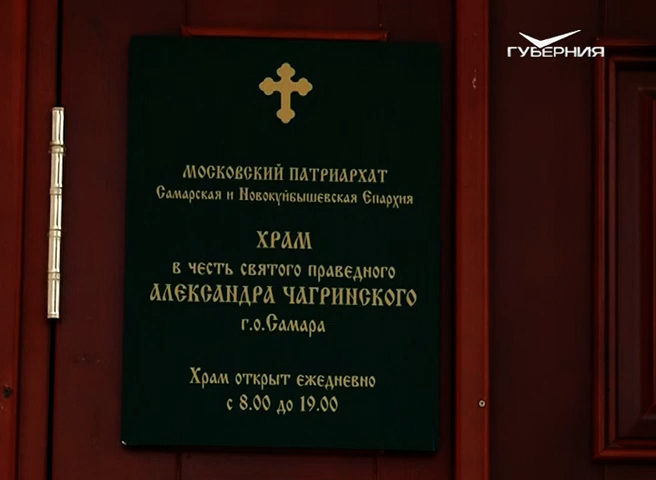 ГУБЕРНИЯ
МОСКОВСКИЙ ПАТРИАРХАТ
Самарская и Новокуйбышевская Епархия
ХРАМ
в честь святого праведного
АЛЕКСАНДРА ЧАГРИНСКОГО
г.о.Самара
Храм открыт ежедневно
с 8.00 до 19.00